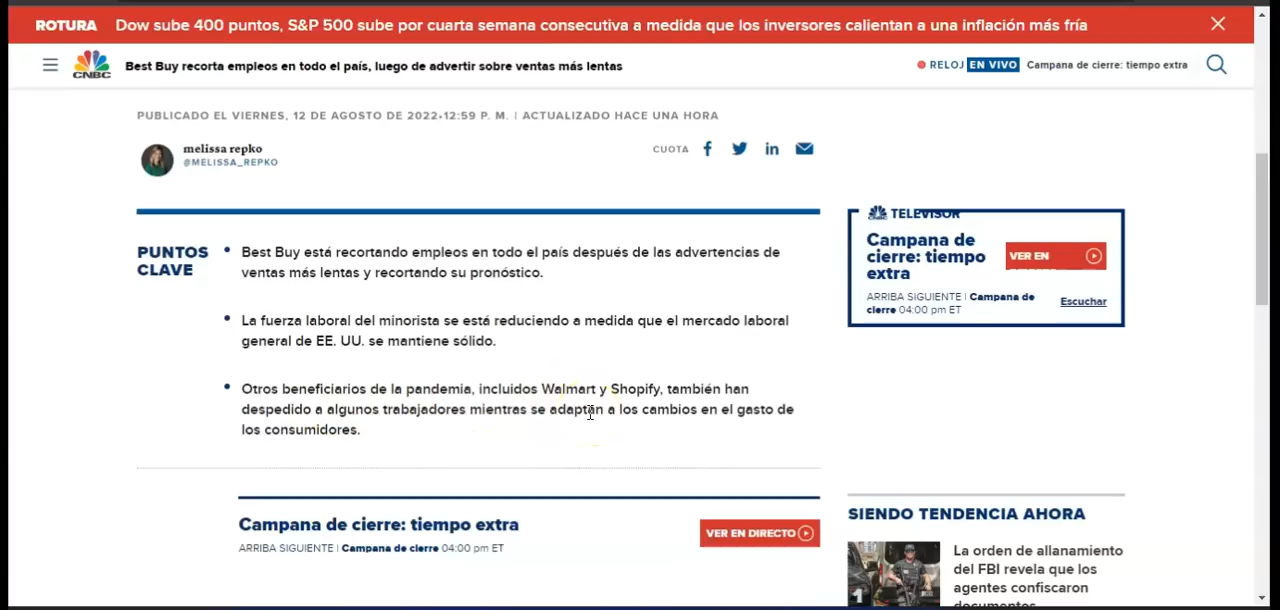 ROTURA Dow sube 400 puntos, S&P 500 sube por cuarta semana consecutiva a medida que los inversores calientan a una inflación más fría
CNBC Best Buy recorta empleos en todo el país, luego de advertir sobre ventas más lentas RELOJ EN VIVO Campana de cierre: tiempo extra
PUBLICADO EL VIERNES, 12 DE AGOSTO DE 2022•12:59 P. M. | ACTUALIZADO HACE UNA HORA
melissa repko
@MELISSA_REPKO
CUOTA
PUNTOS CLAVE
Best Buy está recortando empleos en todo el país después de las advertencias de
ventas más lentas y recortando su pronóstico.
La fuerza laboral del minorista se está reduciendo a medida que el mercado laboral
general de EE. UU. se mantiene sólido.
Otros beneficiarios de la pandemia, incluidos Walmart y Shopify, también han
despedido a algunos trabajadores mientras se adaptan a los cambios en el gasto de
los consumidores.
TELEVISOR
Campana de
cierre: tiempo
extra
VER EN
ARRIBA SIGUIENTE | Campana de
cierre 04:00 pm ET
Escuchar
Campana de cierre: tiempo extra
ARRIBA SIGUIENTE | Campana de cierre 04:00 pm ET
VER EN DIRECTO
SIENDO TENDENCIA AHORA
1
La orden de allanamiento
del FBI revela que los
agentes confiscaron
documentos